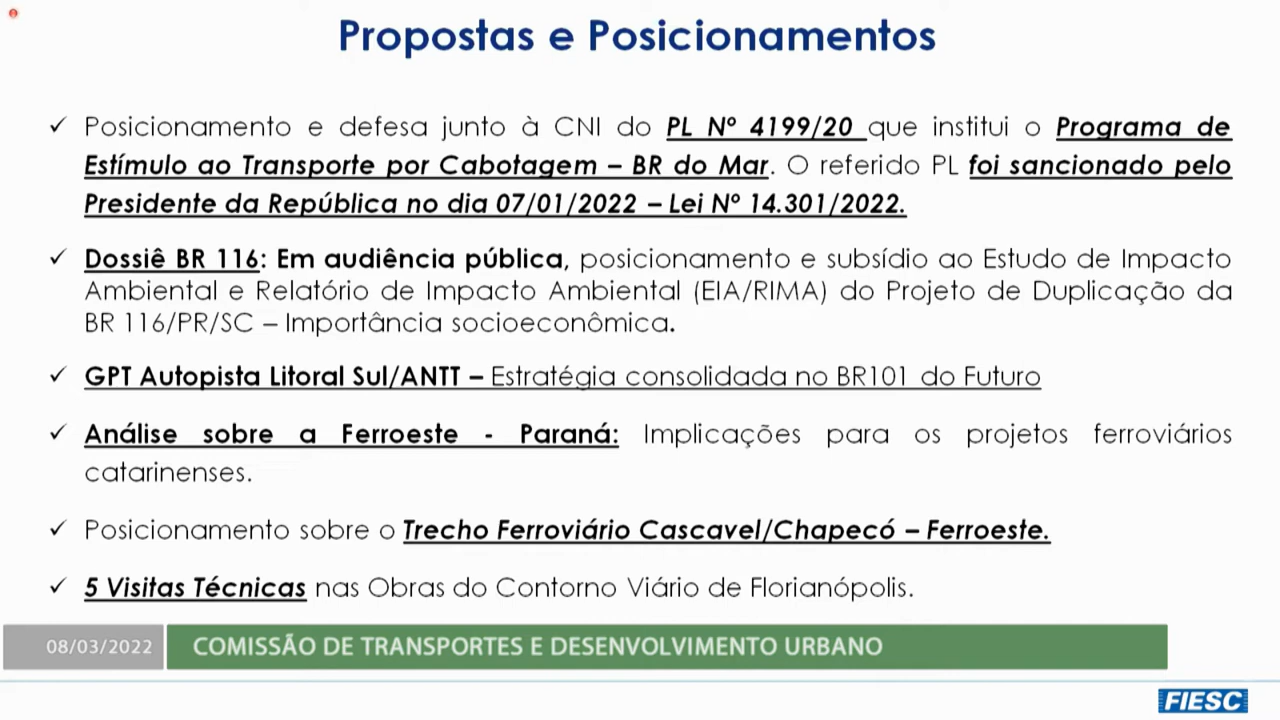 Propostas e Posicionamentos
✓ Posicionamento e defesa junto à CNI do PL Nº 4199/20 que institui o Programa de
Estímulo ao Transporte por Cabotagem – BR do Mar. O referido PL foi sancionado pelo
Presidente da República no dia 07/01/2022 – Lei Nº 14.301/2022.
✓ Dossiê BR 116: Em audiência pública, posicionamento e subsídio ao Estudo de Impacto
Ambiental e Relatório de Impacto Ambiental (EIA/RIMA) do Projeto de Duplicação da
BR 116/PR/SC – Importância socioeconômica.
✓ GPT Autopista Litoral Sul/ANTT – Estratégia consolidada no BR101 do Futuro
✓ Análise sobre a Ferroeste - Paraná: Implicações para os projetos ferroviários
catarinenses.
✓ Posicionamento sobre o Trecho Ferroviário Cascavel/Chapecó – Ferroeste.
✓ 5 Visitas Técnicas nas Obras do Contorno Viário de Florianópolis.
08/03/2022 COMISSÃO DE TRANSPORTES E DESENVOLVIMENTO URBANO
FIESC